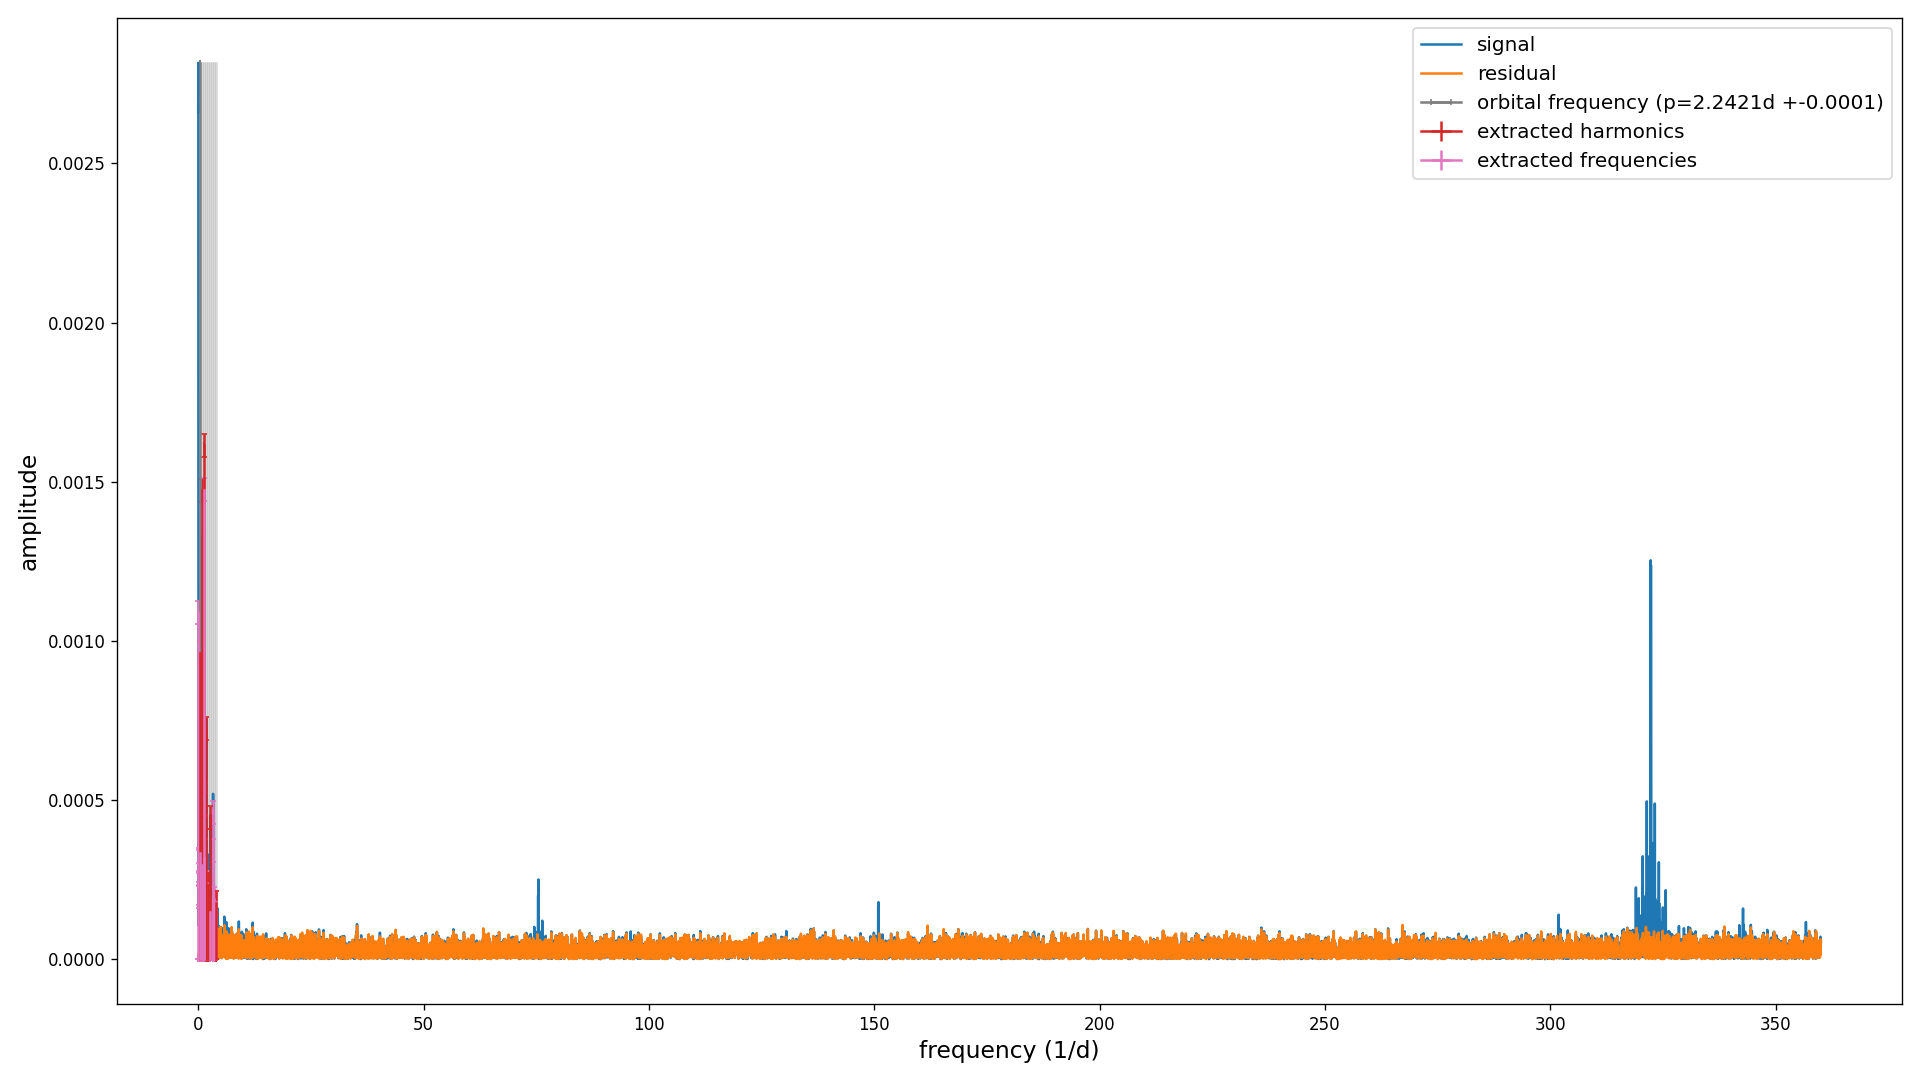 signal
residual
orbital frequency (p=2.2421d +-0.0001)
extracted harmonics
extracted frequencies
amplitude
0.0025
0.0020
0.0015
0.0010
0.0005
0.0000
0 50 100 150 200 250 300 350
frequency (1/d)